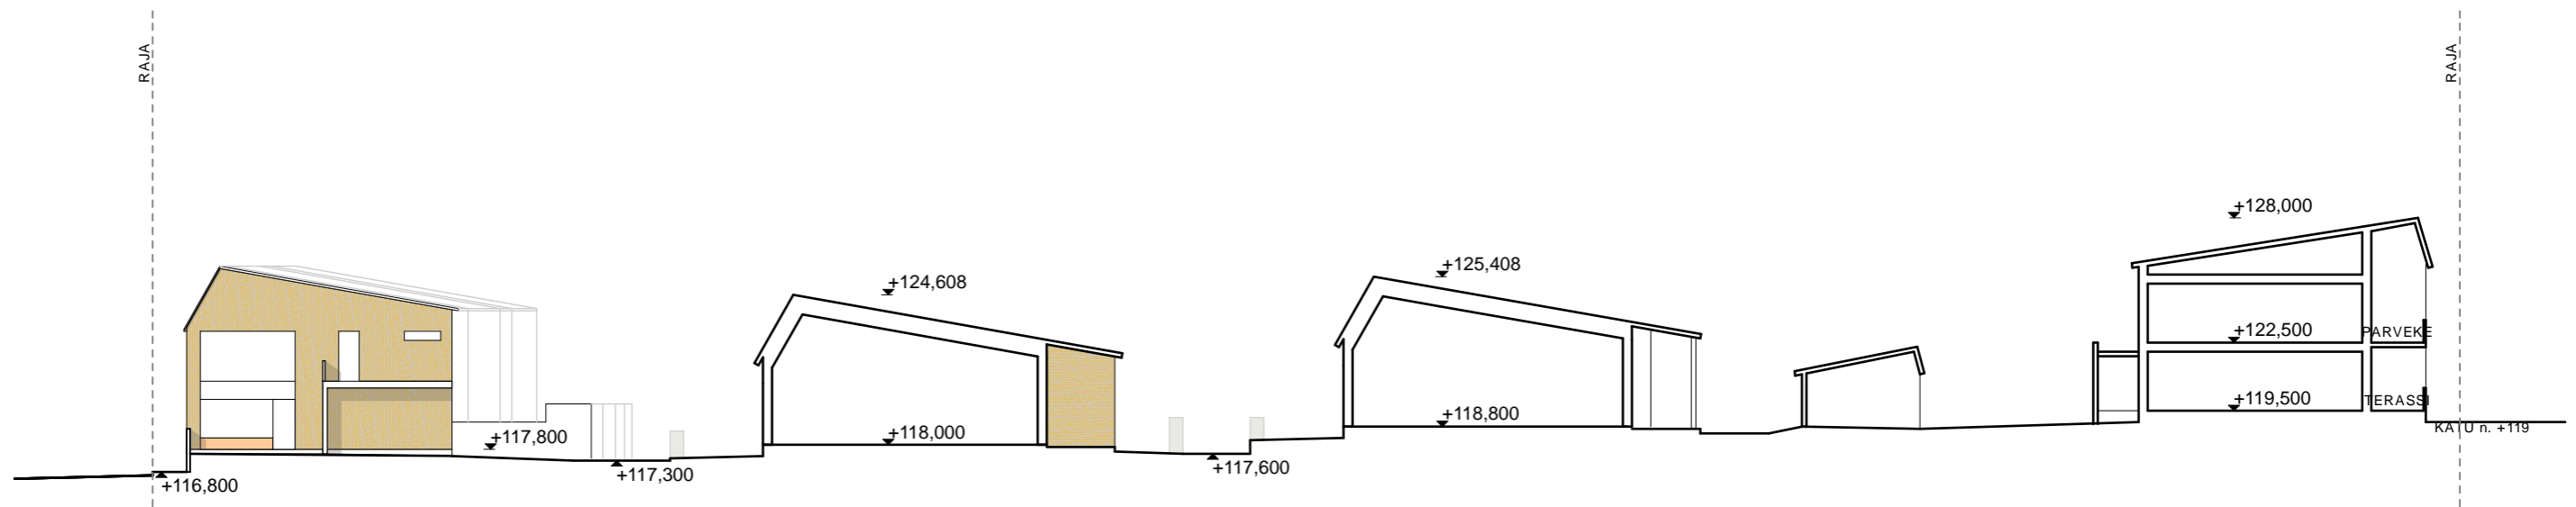 RAJA
RAJA
+128,000
+125,408
+124,608
+122,500
PARVEKE
+119,500
TERASSI
+118,800
KATU n. +119
+118,000
+117,800
+117,600
+117,300
+116,800